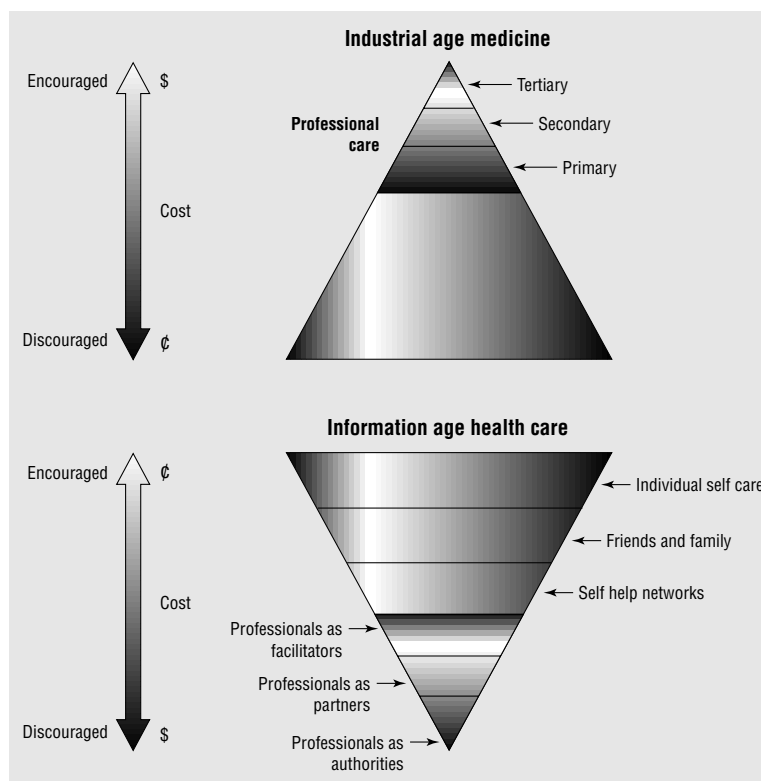 Industrial age medicine
Encouraged
$
Tertiary
Professional
care
Secondary
Primary
Cost
Discouraged
¢
Information age health care
Encouraged
¢
Individual self care
Friends and family
Self help networks
Cost
Professionals as
facilitators
Professionals as
partners
Discouraged
$
Professionals as
authorities